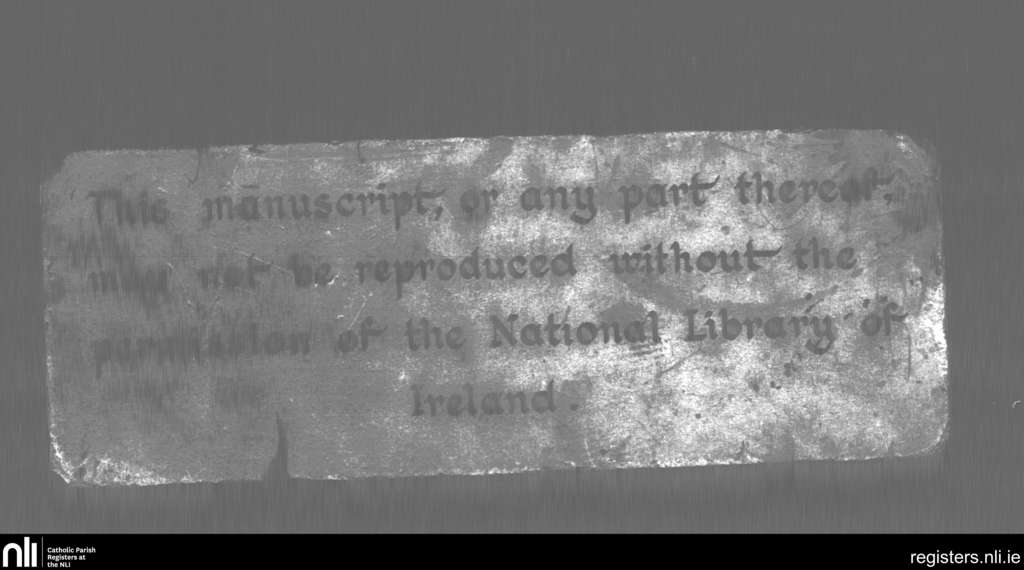 This manuscript, or any part thereof,
may not be reproduced without the
permission of the National Library of
Ireland.
nli
Catholic Parish
Registers at
the NLI
registers.nli.ie